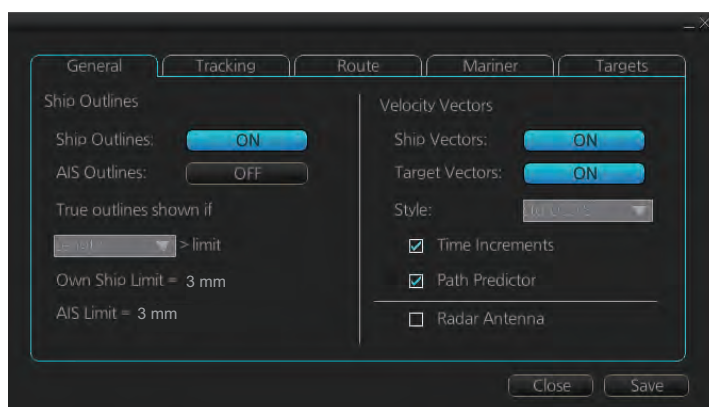 General
Tracking
Route
Mariner
Targets
Ship Outlines
Ship Outlines: ON
AIS Outlines: OFF
True outlines shown if
> limit
Own Ship Limit = 3 mm
AIS Limit = 3 mm
Velocity Vectors
Ship Vectors: ON
Target Vectors: ON
Style:
Time Increments
Path Predictor
Radar Antenna
Close
Save